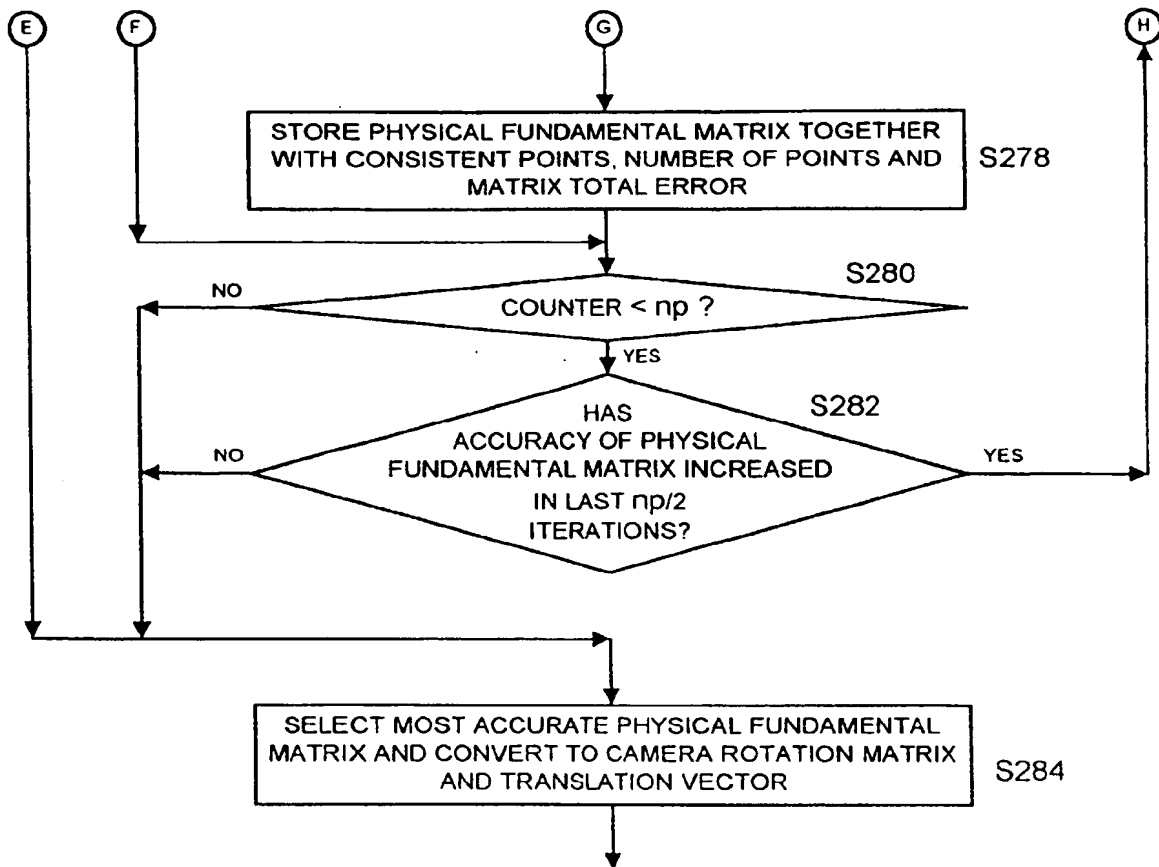 E F G H
STORE PHYSICAL FUNDAMENTAL MATRIX TOGETHER
WITH CONSISTENT POINTS, NUMBER OF POINTS AND
MATRIX TOTAL ERROR
S278
S280
NO
COUNTER < np ?
YES
S282
HAS
ACCURACY OF PHYSICAL
NO
FUNDAMENTAL MATRIX INCREASED
YES
IN LAST np/2
ITERATIONS?
SELECT MOST ACCURATE PHYSICAL FUNDAMENTAL
MATRIX AND CONVERT TO CAMERA ROTATION MATRIX
AND TRANSLATION VECTOR
S284